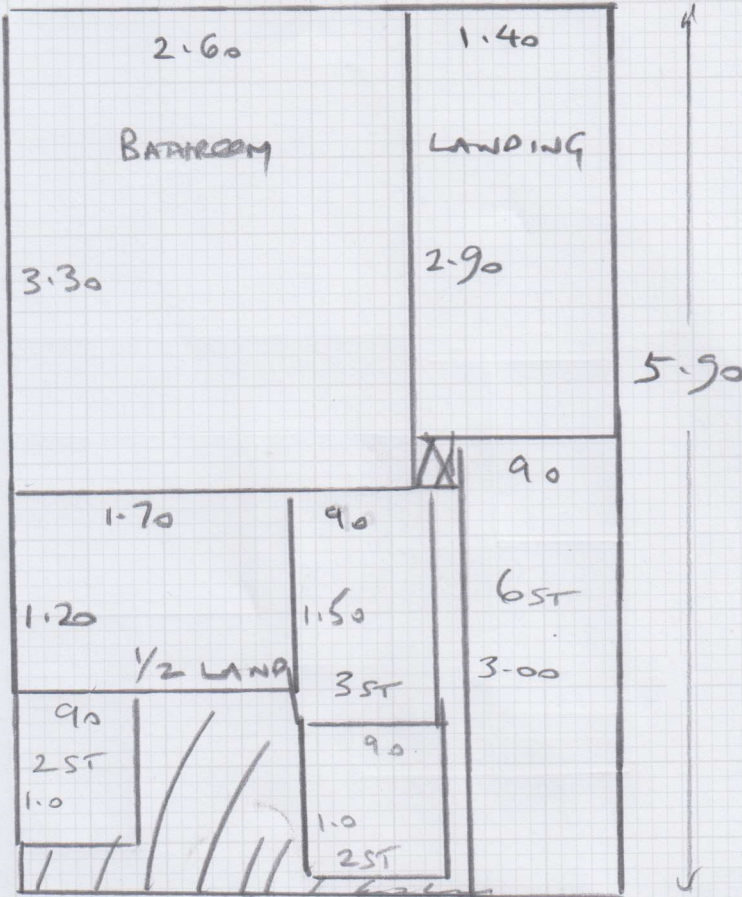 2.60 1.40
BATHROOM LANDING
3.30 2.90
5.90
1.70 90 90
1.20 1.50 6ST
1/2 LAND 3ST 3.00
90 90
2ST
1.0 1.0
2ST